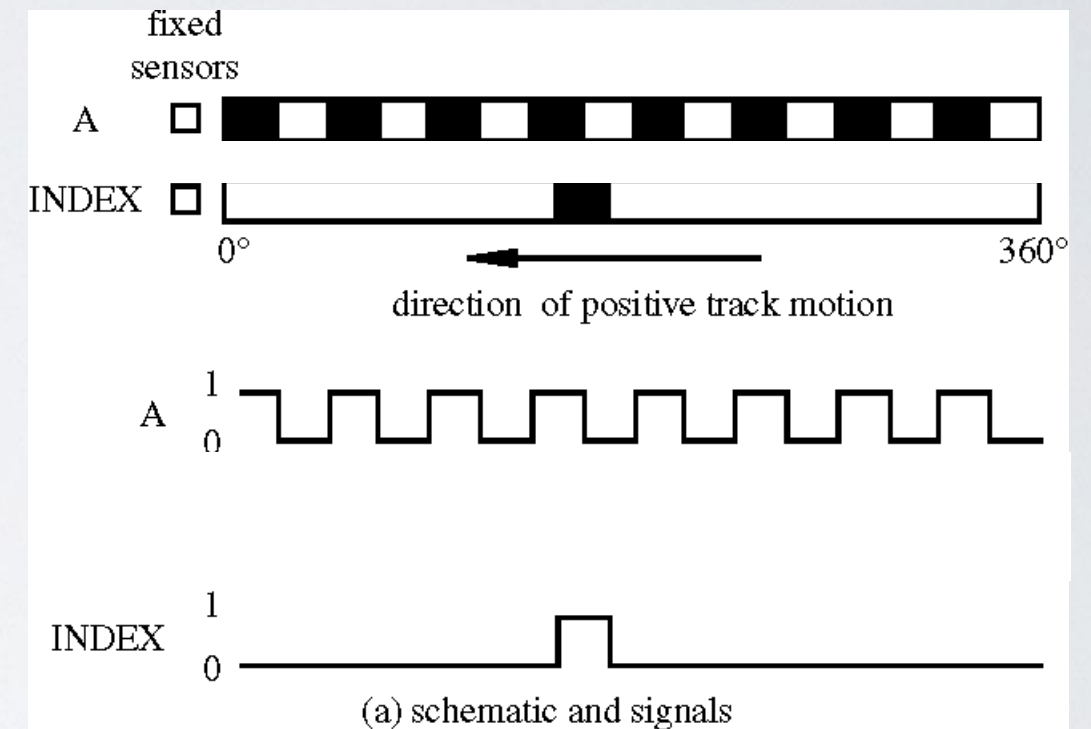 fixed
sensors
A
INDEX
0° 360°
direction of positive track motion
1
A
0
1
INDEX
0
(a) schematic and signals